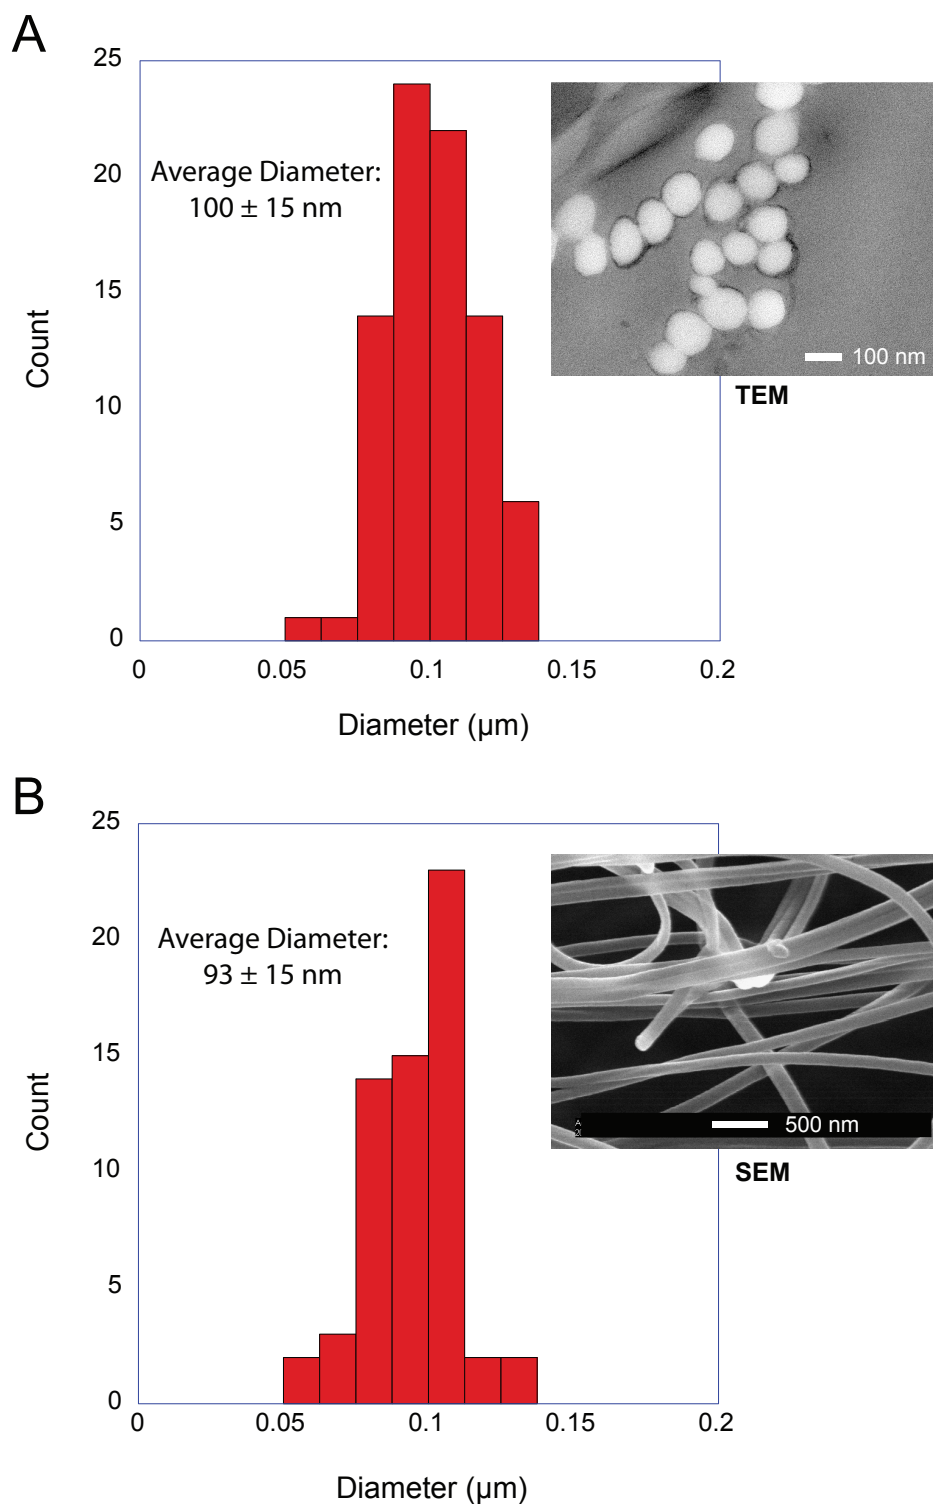 A
25
20
15
10
5
0
Count
Average Diameter:
100 ± 15 nm
100 nm
TEM
0 0.05 0.1 0.15 0.2
Diameter (µm)
B
25
20
15
10
5
0
Count
Average Diameter:
93 ± 15 nm
500 nm
SEM
0 0.05 0.1 0.15 0.2
Diameter (µm)